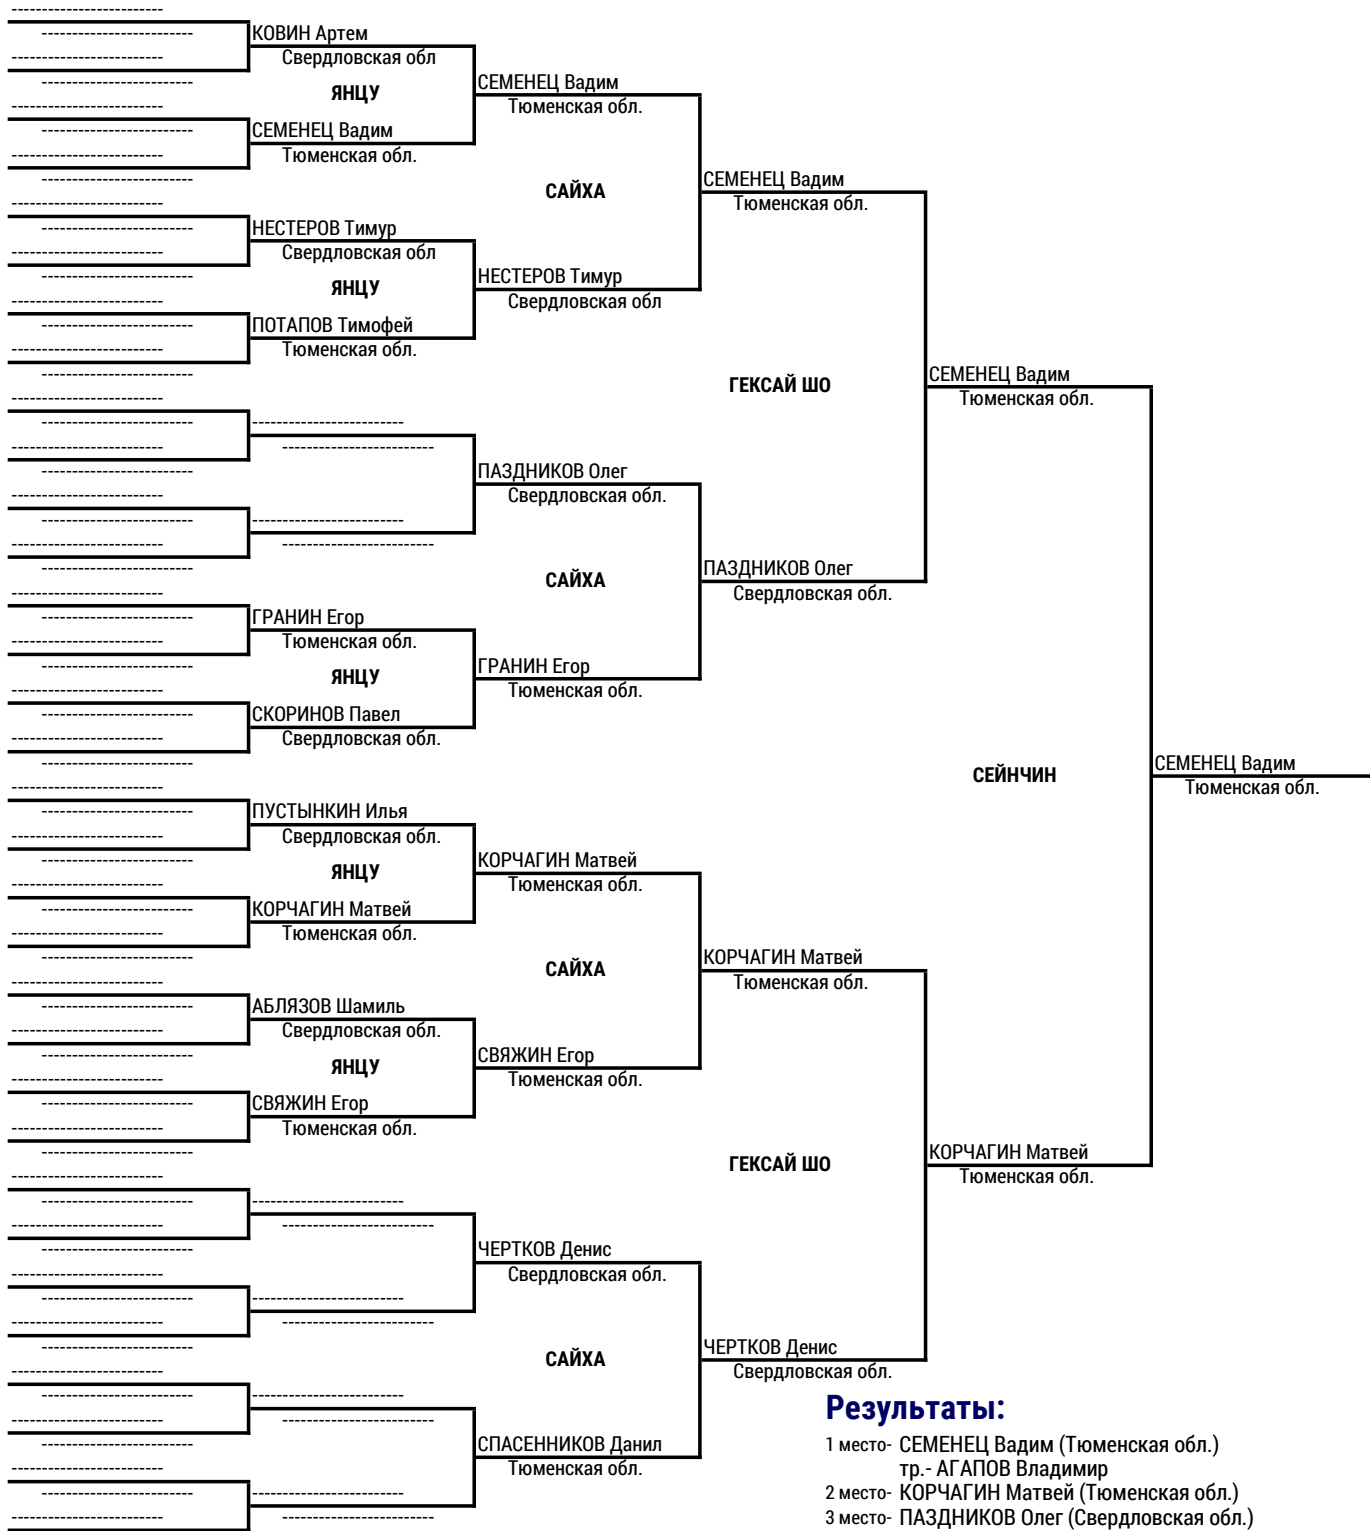 КОВИН Артем
Свердловская обл
ЯНЦУ
СЕМЕНЕЦ Вадим
Тюменская обл.
СЕМЕНЕЦ Вадим
Тюменская обл.
САЙХА
СЕМЕНЕЦ Вадим
Тюменская обл.
НЕСТЕРОВ Тимур
Свердловская обл
ЯНЦУ
НЕСТЕРОВ Тимур
Свердловская обл
ПОТАПОВ Тимофей
Тюменская обл.
ГЕКСАЙ ШО
СЕМЕНЕЦ Вадим
Тюменская обл.
ПАЗДНИКОВ Олег
Свердловская обл.
САЙХА
ПАЗДНИКОВ Олег
Свердловская обл.
ГРАНИН Егор
Тюменская обл.
ЯНЦУ
ГРАНИН Егор
Тюменская обл.
СКОРИНОВ Павел
Свердловская обл.
СЕЙНЧИН
СЕМЕНЕЦ Вадим
Тюменская обл.
ПУСТЫНКИН Илья
Свердловская обл.
ЯНЦУ
КОРЧАГИН Матвей
Тюменская обл.
КОРЧАГИН Матвей
Тюменская обл.
САЙХА
КОРЧАГИН Матвей
Тюменская обл.
АБЛЯЗОВ Шамиль
Свердловская обл.
ЯНЦУ
СВЯЖИН Егор
Тюменская обл.
СВЯЖИН Егор
Тюменская обл.
ГЕКСАЙ ШО
КОРЧАГИН Матвей
Тюменская обл.
ЧЕРТКОВ Денис
Свердловская обл.
САЙХА
ЧЕРТКОВ Денис
Свердловская обл.
СПАСЕННИКОВ Данил
Тюменская обл.
Результаты:
1 место- СЕМЕНЕЦ Вадим (Тюменская обл.)
тр.- АГАПОВ Владимир
2 место- КОРЧАГИН Матвей (Тюменская обл.)
3 место- ПАЗДНИКОВ Олег (Свердловская обл.)